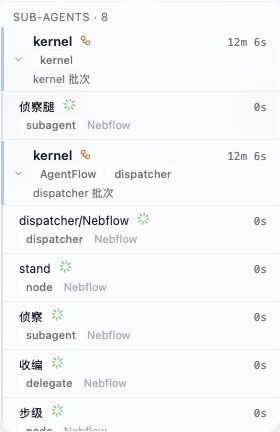 SUB-AGENTS · 8
kernel 12m 6s
kernel
kernel 批次
侦察腿 0s
subagent Nebflow
kernel 12m 6s
AgentFlow dispatcher
dispatcher 批次
dispatcher/Nebflow 0s
dispatcher Nebflow
stand 0s
node Nebflow
侦察 0s
subagent Nebflow
收编 0s
delegate Nebflow
步级 0s
node Nebflow